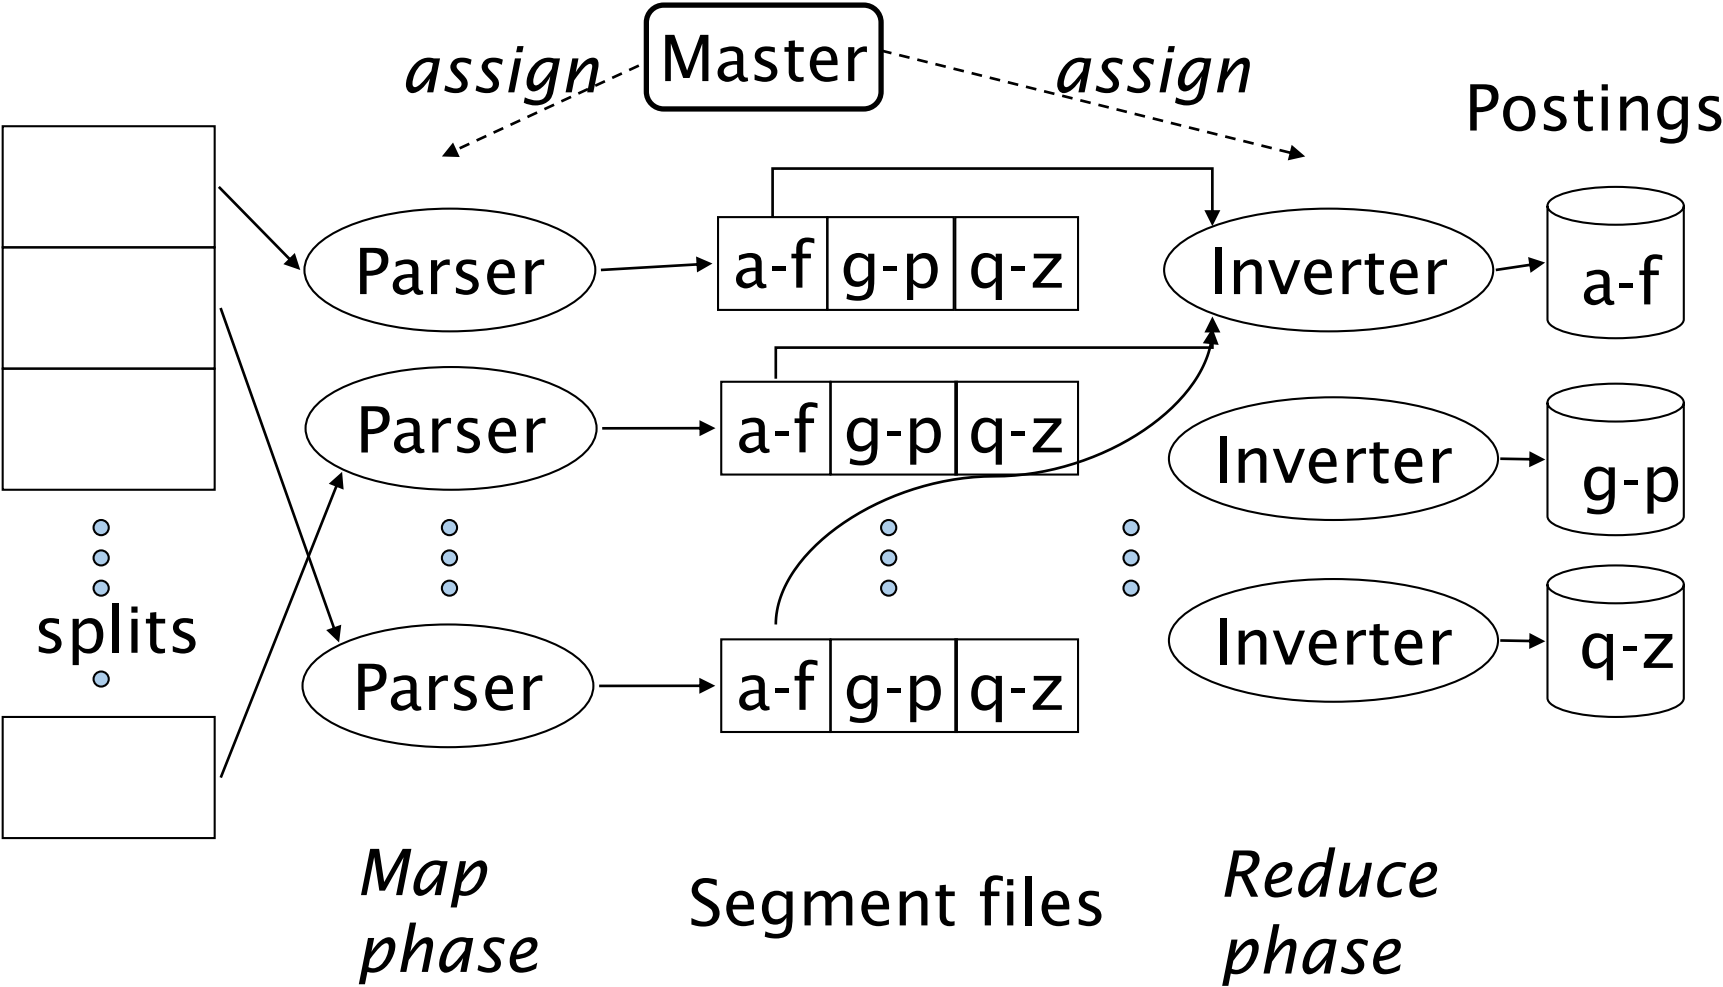 Master
assign
assign
Postings
Parser
a-f g-p q-z
Inverter
a-f
Parser
a-f g-p q-z
Inverter
g-p
splits
Parser
a-f g-p q-z
Inverter
q-z
Map
phase
Segment files
Reduce
phase